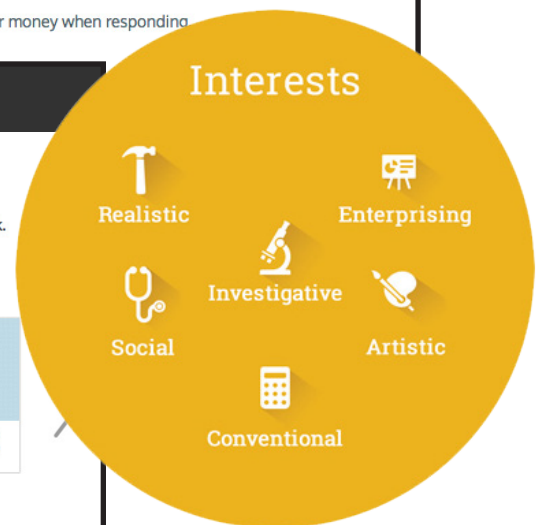 r money when responding
Interests
Realistic
Enterprising
Investigative
Social
Artistic
Conventional